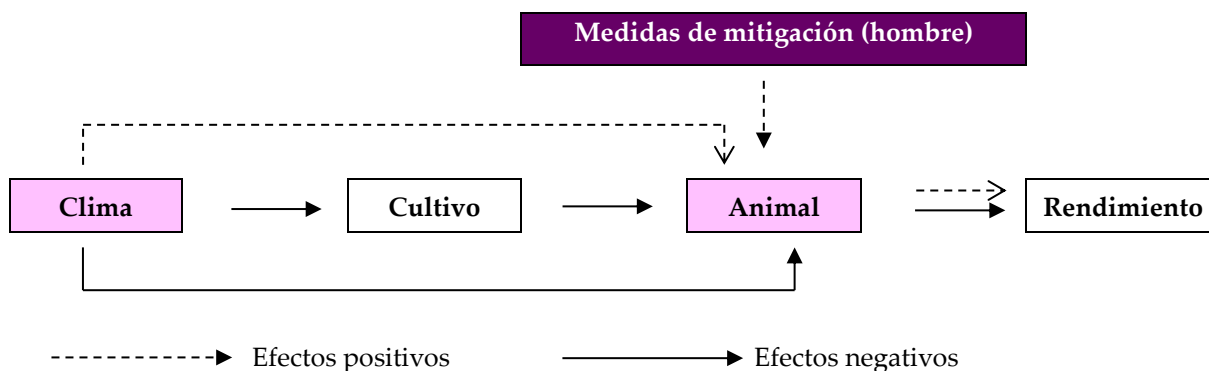 Medidas de mitigación (hombre)
Clima
Cultivo
Animal
Rendimiento
Efectos positivos
Efectos negativos